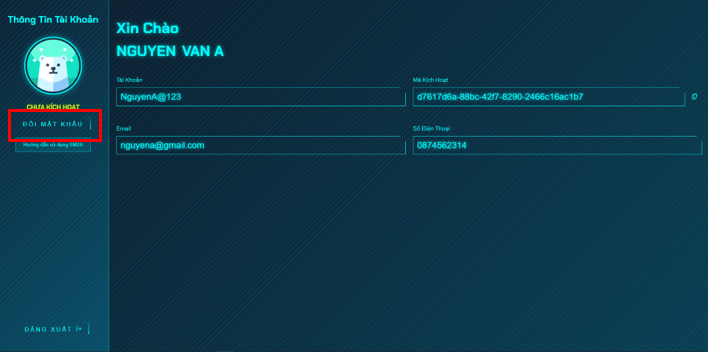 Thông Tin Tài Khoản
CHƯA KÍCH HOẠT
ĐỔI MẬT KHẨU
Hướng dẫn sử dụng SM2A
ĐĂNG XUẤT
Xin Chào
NGUYEN VAN A
Tài Khoản
NguyenA@123
Mã Kích Hoạt
d7617d6a-88bc-42f7-8290-2466c16ac1b7
Email
nguyena@gmail.com
Số Điện Thoại
0874562314